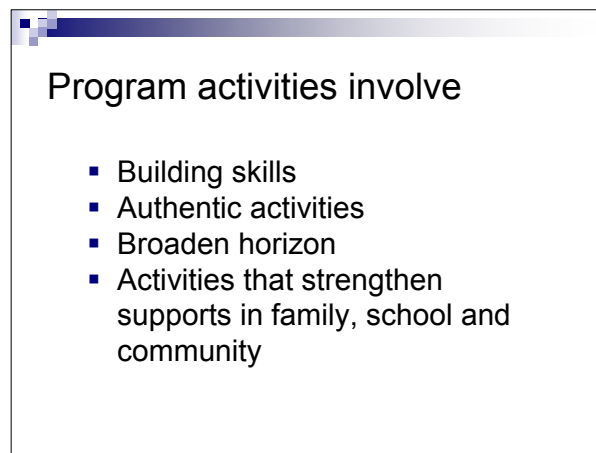 Program activities involve
▪ Building skills
▪ Authentic activities
▪ Broaden horizon
▪ Activities that strengthen
supports in family, school and
community